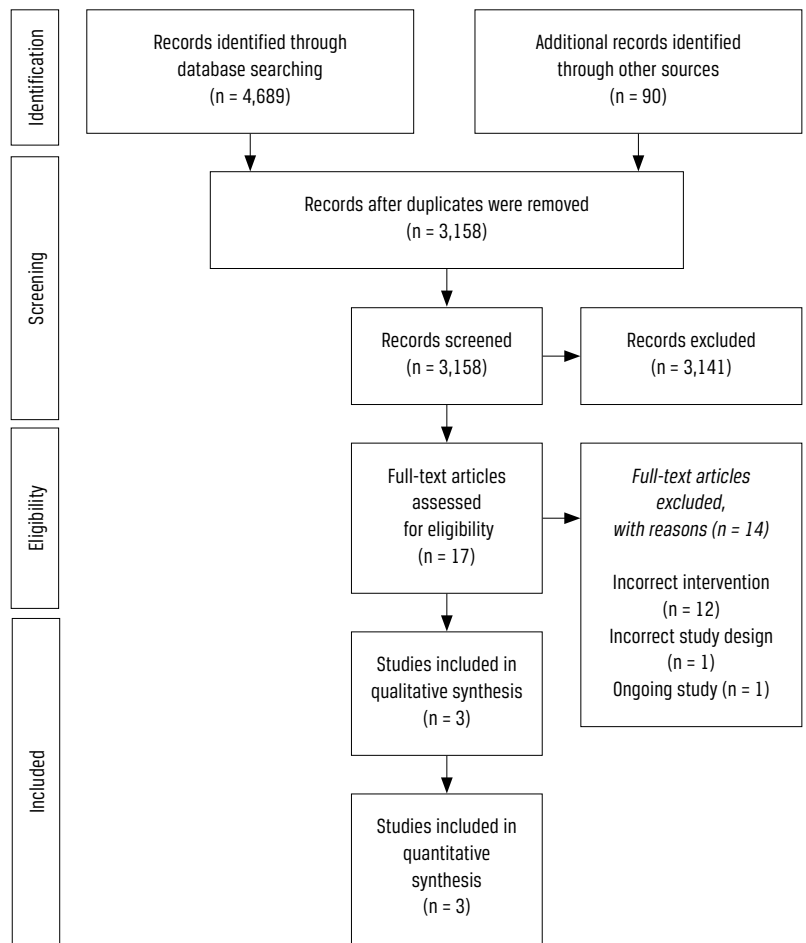 Identification
Records identified through
database searching
(n = 4,689)
Additional records identified
through other sources
(n = 90)
Screening
Records after duplicates were removed
(n = 3,158)
Records screened
(n = 3,158)
Records excluded
(n = 3,141)
Eligibility
Full-text articles
assessed
for eligibility
(n = 17)
Full-text articles
excluded,
with reasons (n = 14)
Incorrect intervention
(n = 12)
Incorrect study design
(n = 1)
Ongoing study (n = 1)
Included
Studies included in
qualitative synthesis
(n = 3)
Studies included in
quantitative
synthesis
(n = 3)